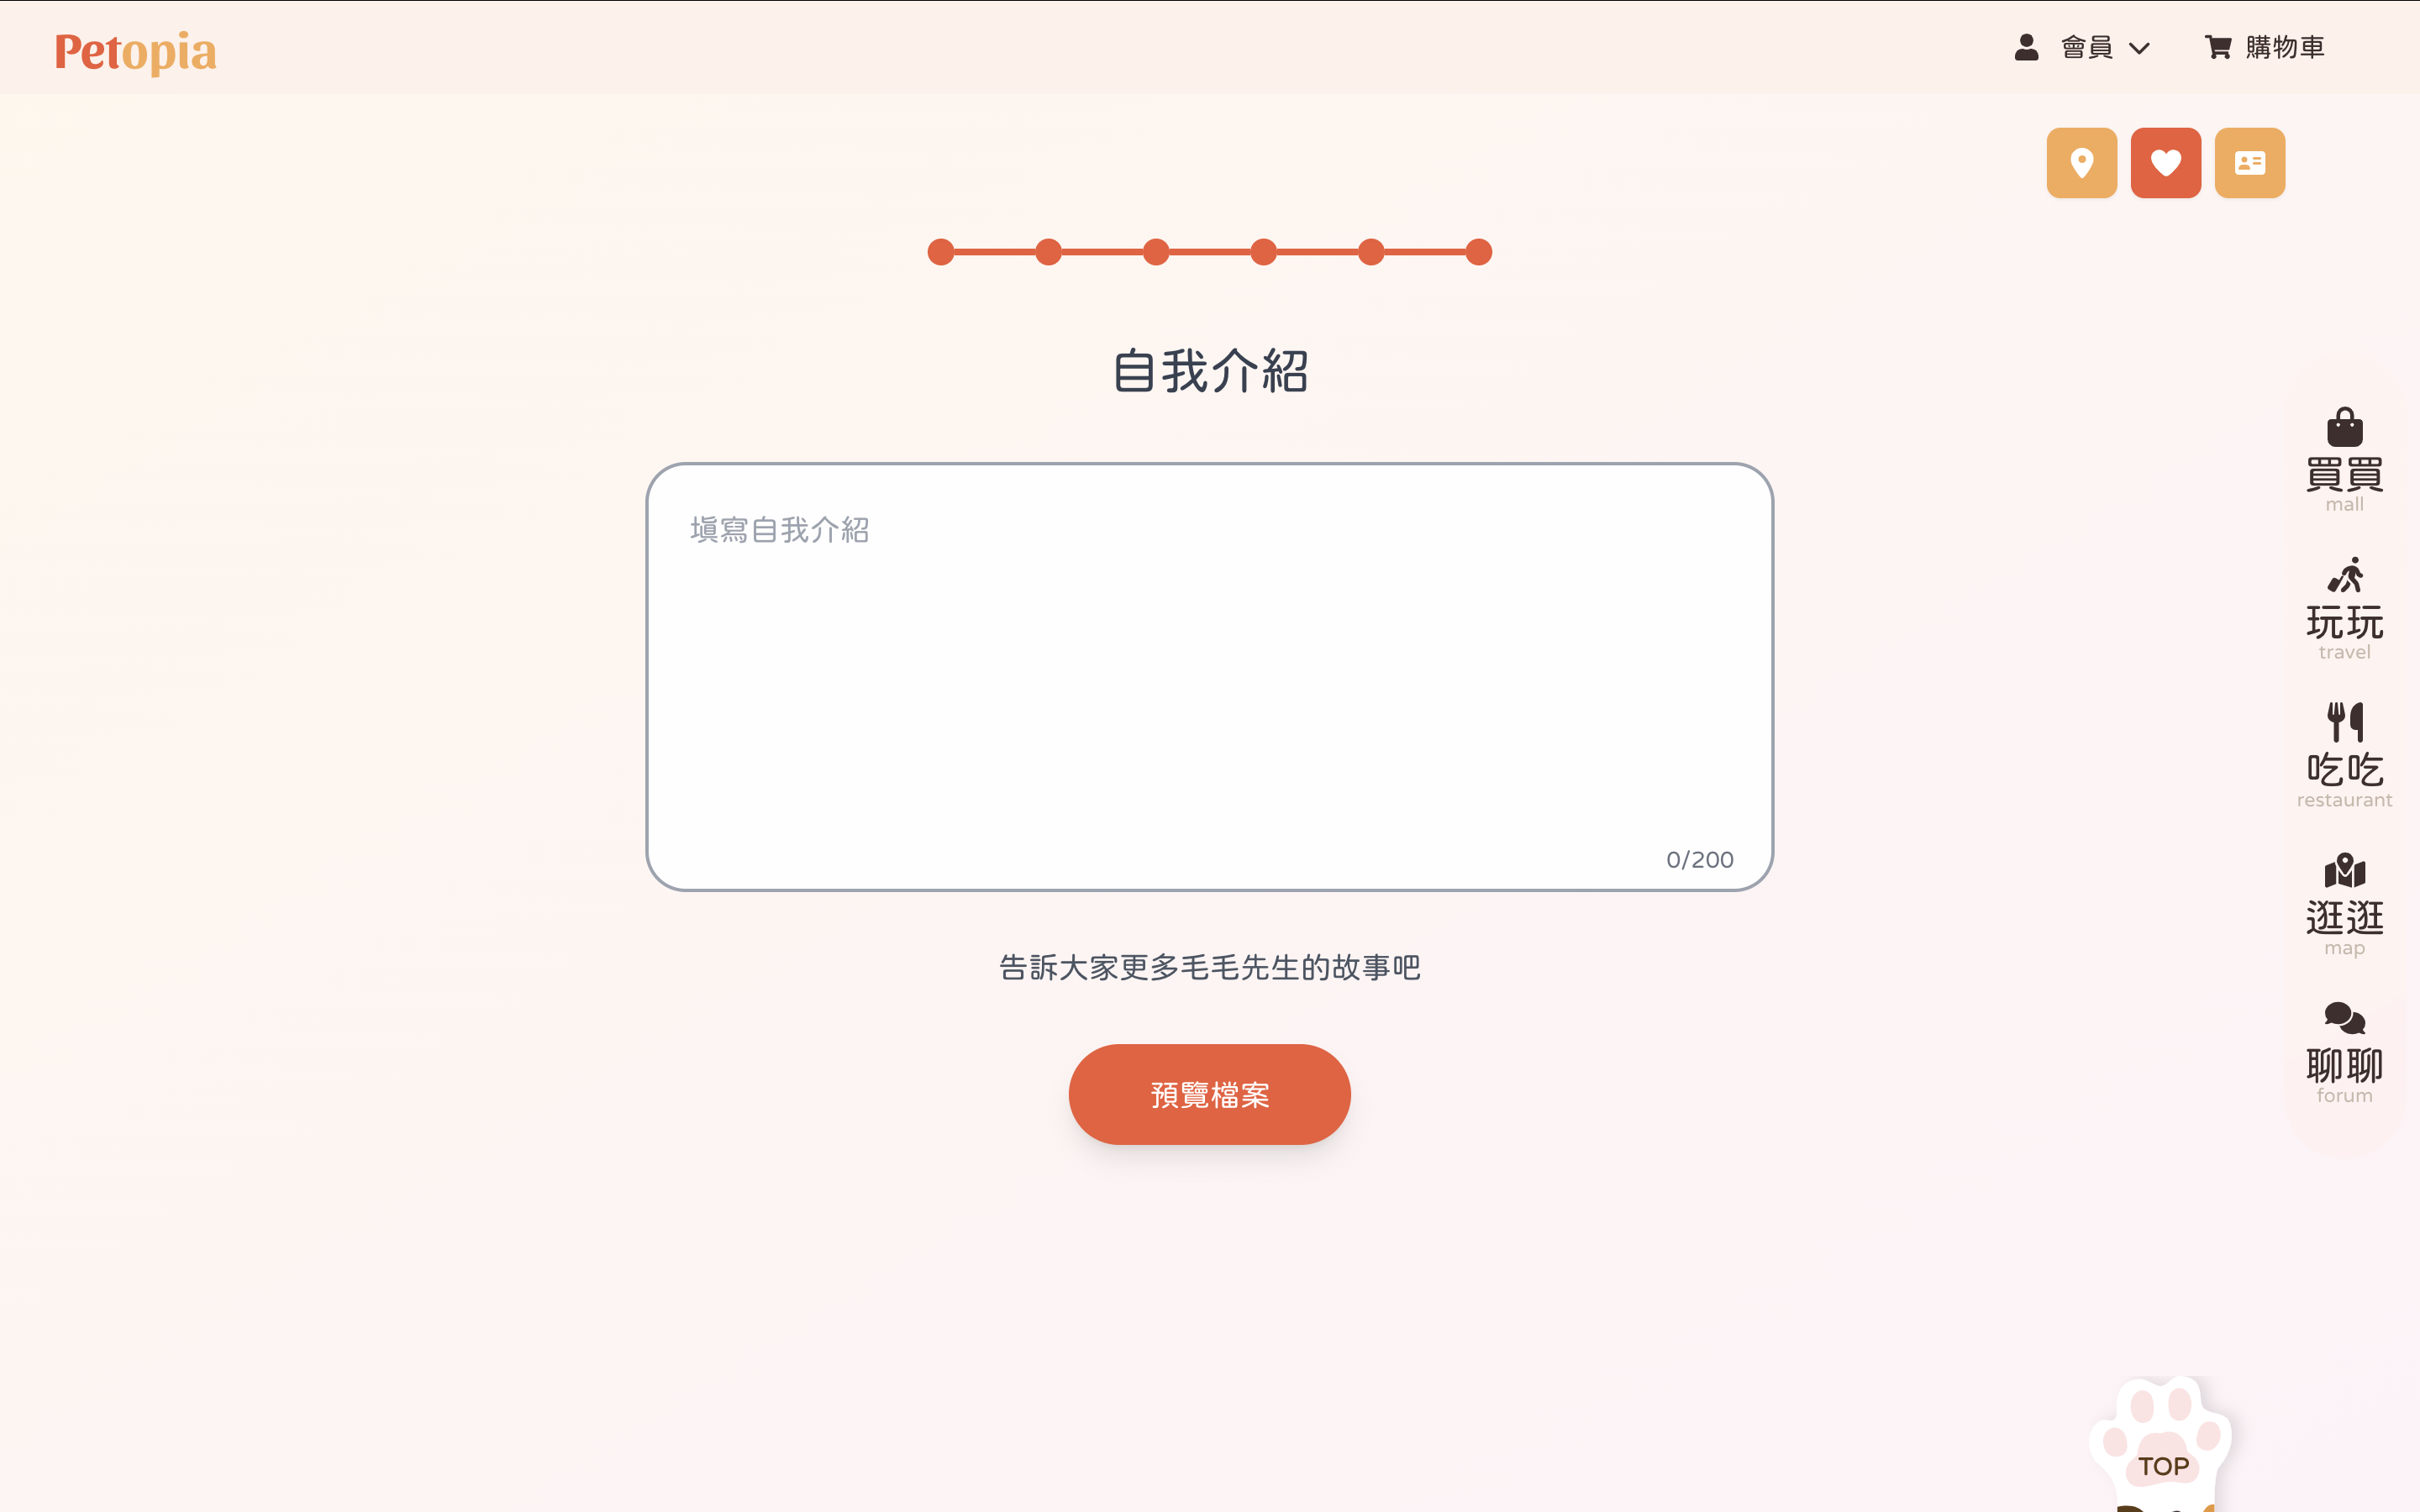 Petopia
會員
購物車
自我介紹
填寫自我介紹
0/200
告訴大家更多毛毛先生的故事吧
預覽檔案
買買
mall
玩玩
travel
吃吃
restaurant
逛逛
map
聊聊
forum
TOP